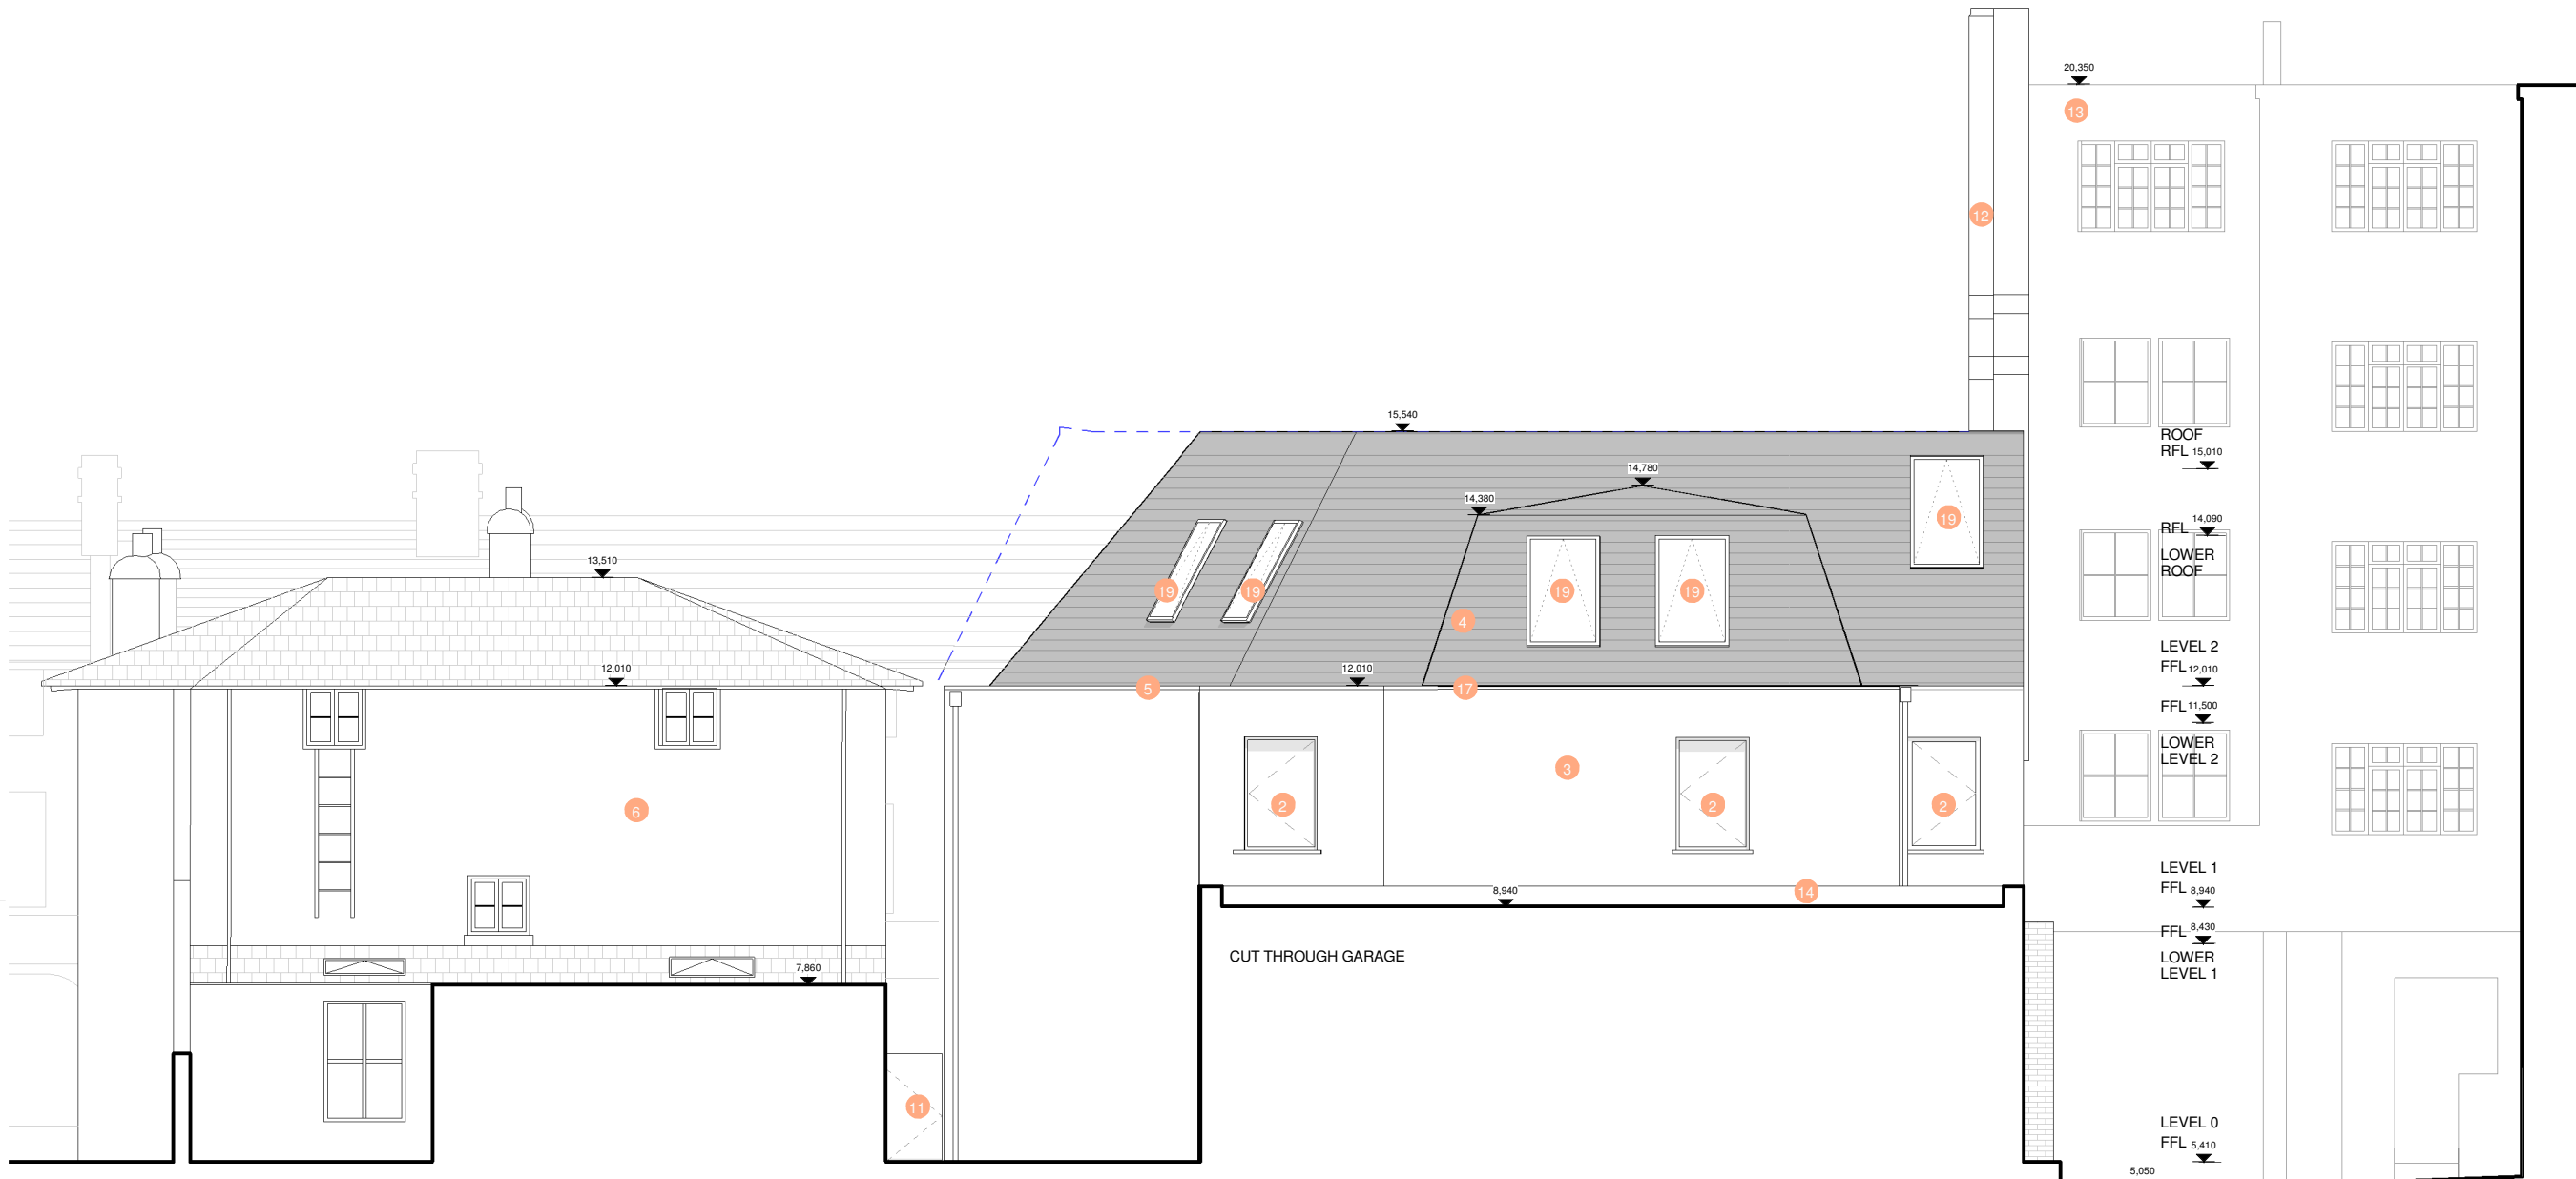 20,350
13
12
15,540
ROOF
RFL 15,010
14,780
14,380
19
RFL 14,090
LOWER
ROOF
13,510
19
19
19
19
4
LEVEL 2
FFL 12,010
12,010
12,010
5
17
FFL 11,500
LOWER
LEVEL 2
3
6
2
2
2
LEVEL 1
FFL 8,940
8,940
14
FFL 8,430
LOWER
LEVEL 1
CUT THROUGH GARAGE
7,860
11
LEVEL 0
FFL 5,410
5,050